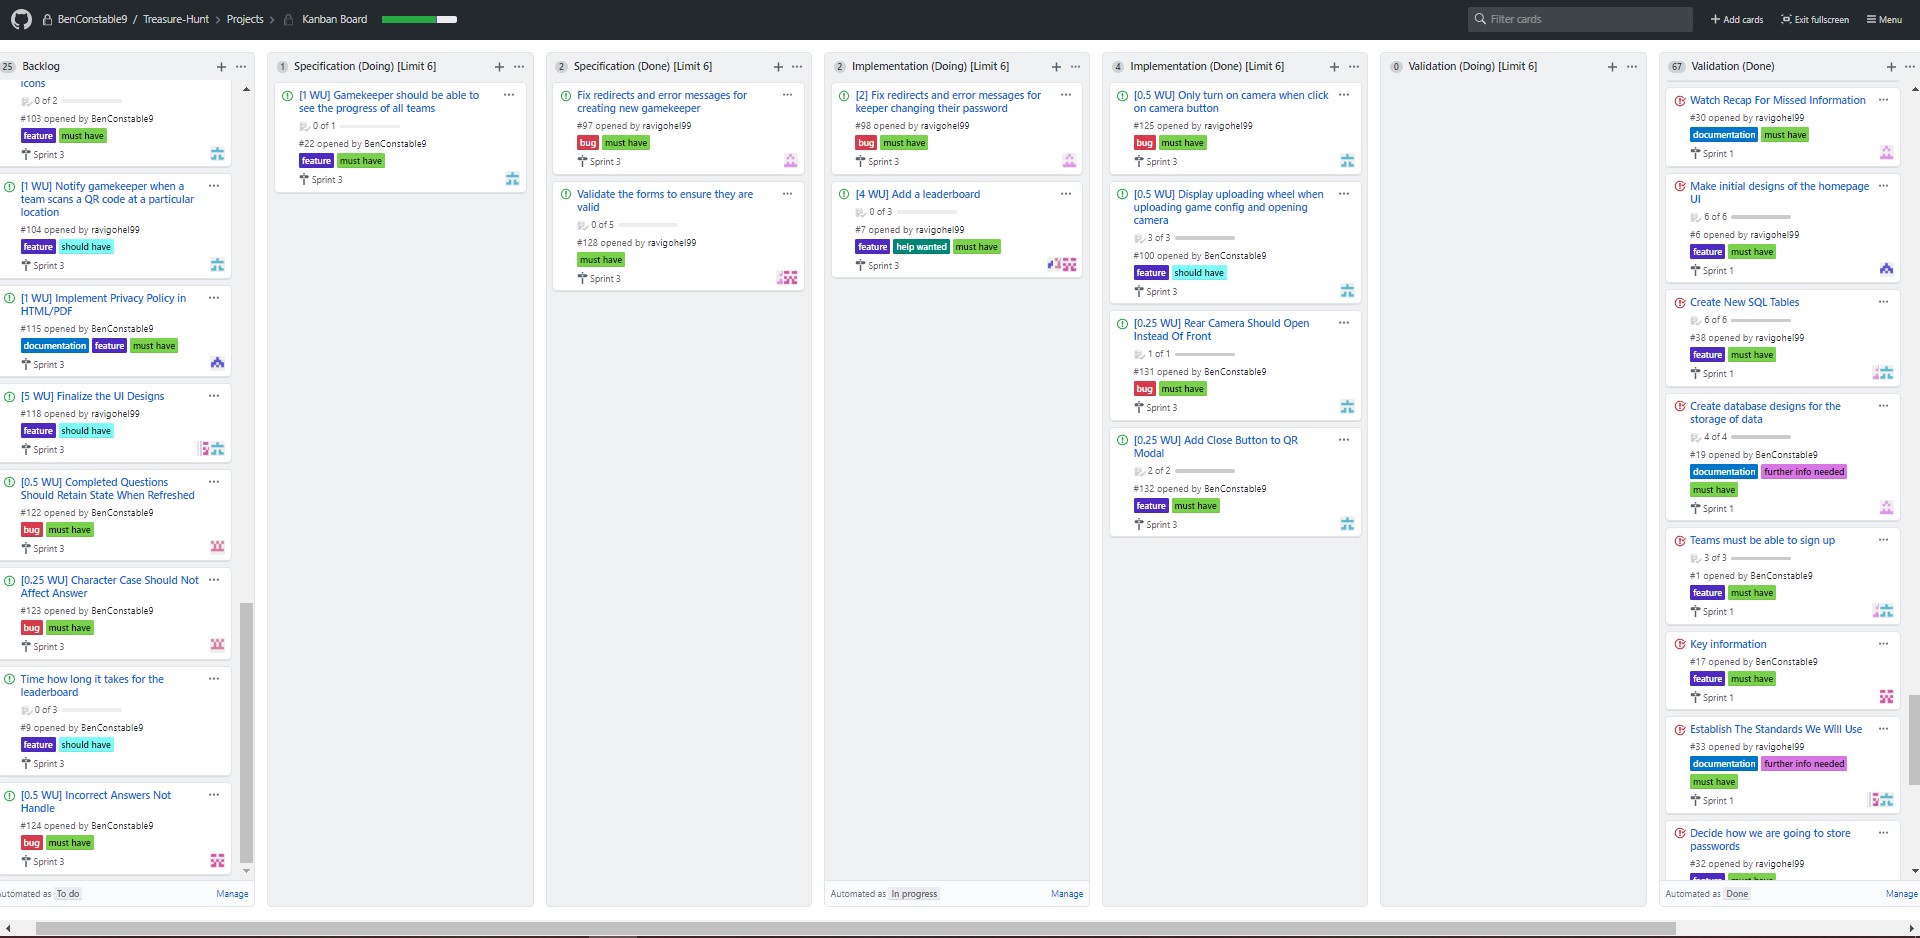 BenConstable9 / Treasure-Hunt Projects Kanban Board
Filter cards
Add cards
Exit fullscreen
Menu
25 Backlog
Icons
0 of 2
#103 opened by BenConstable9
feature must have
Sprint 3
[1 WU] Notify gamekeeper when a
team scans a QR code at a particular
location
#104 opened by ravigohel99
feature should have
Sprint 3
[1 WU] Implement Privacy Policy in
HTML/PDF
#115 opened by BenConstable9
documentation feature must have
Sprint 3
[5 WU] Finalize the UI Designs
#118 opened by ravigohel99
feature should have
Sprint 3
[0.5 WU] Completed Questions
Should Retain State When Refreshed
#122 opened by BenConstable9
bug must have
Sprint 3
[0.25 WU] Character Case Should Not
Affect Answer
#123 opened by BenConstable9
bug must have
Sprint 3
Time how long it takes for the
leaderboard
0 of 3
#9 opened by BenConstable9
feature should have
Sprint 3
[0.5 WU] Incorrect Answers Not
Handle
#124 opened by BenConstable9
bug must have
Sprint 3
utomated as To do
Manage
1 Specification (Doing) [Limit 6]
[1 WU] Gamekeeper should be able to
see the progress of all teams
0 of 1
#22 opened by BenConstable9
feature must have
Sprint 3
2 Specification (Done) [Limit 6]
Fix redirects and error messages for
creating new gamekeeper
#97 opened by ravigohel99
bug must have
Sprint 3
Validate the forms to ensure they are
valid
0 of 5
#128 opened by ravigohel99
must have
Sprint 3
2 Implementation (Doing) [Limit 6]
[2] Fix redirects and error messages for
keeper changing their password
#98 opened by ravigohel99
bug must have
Sprint 3
[4 WU] Add a leaderboard
0 of 3
#7 opened by ravigohel99
feature help wanted must have
Sprint 3
Automated as In progress
Manage
4 Implementation (Done) [Limit 6]
[0.5 WU] Only turn on camera when click
on camera button
#125 opened by ravigohel99
bug must have
Sprint 3
[0.5 WU] Display uploading wheel when
uploading game config and opening
camera
3 of 3
#100 opened by BenConstable9
feature should have
Sprint 3
[0.25 WU] Rear Camera Should Open
Instead Of Front
1 of 1
#131 opened by BenConstable9
bug must have
Sprint 3
[0.25 WU] Add Close Button to QR
Modal
2 of 2
#132 opened by BenConstable9
feature must have
Sprint 3
0 Validation (Doing) [Limit 6]
67 Validation (Done)
Watch Recap For Missed Information
#30 opened by ravigohel99
documentation must have
Sprint 1
Make initial designs of the homepage
UI
6 of 6
#6 opened by ravigohel99
feature must have
Sprint 1
Create New SQL Tables
6 of 6
#38 opened by ravigohel99
feature must have
Sprint 1
Create database designs for the
storage of data
4 of 4
#19 opened by BenConstable9
documentation further info needed
must have
Sprint 1
Teams must be able to sign up
3 of 3
#1 opened by BenConstable9
feature must have
Sprint 1
Key information
#17 opened by BenConstable9
feature must have
Sprint 1
Establish The Standards We Will Use
#33 opened by ravigohel99
documentation further info needed
must have
Sprint 1
Decide how we are going to store
passwords
#32 opened by ravigohel99
feature must have
Automated as Done
Manage